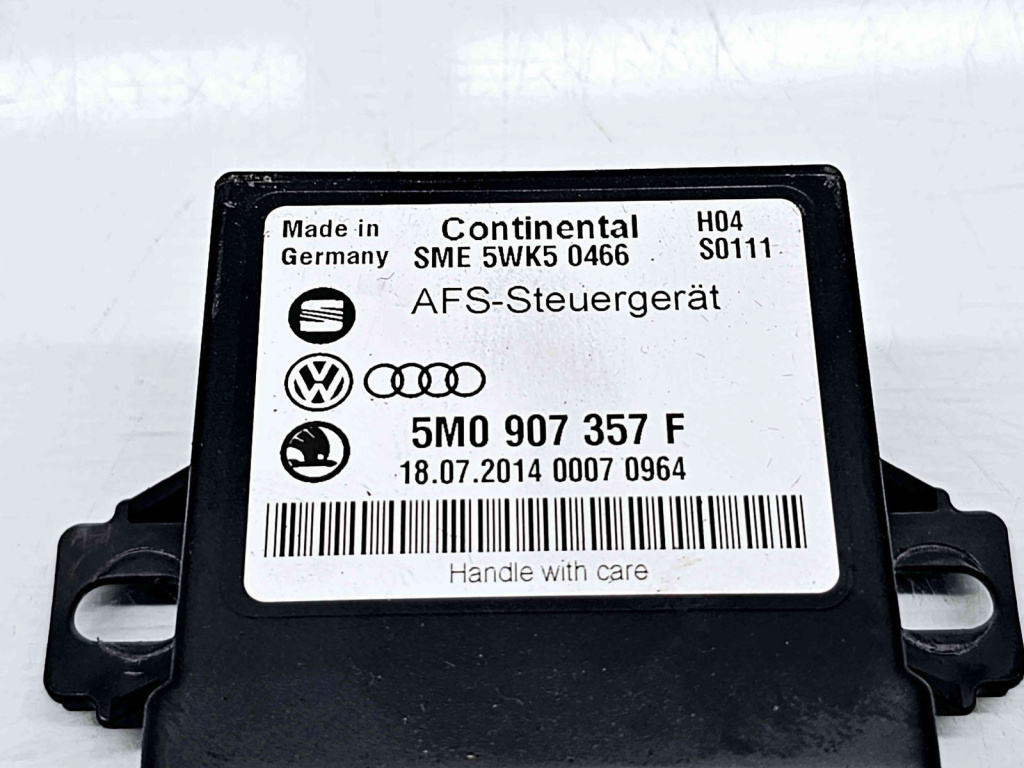 Made in
Germany
Continental
SME 5WK5 0466
H04
S0111
AFS-Steuergerät
5M0 907 357 F
18.07.2014 0007 0964
Handle with care